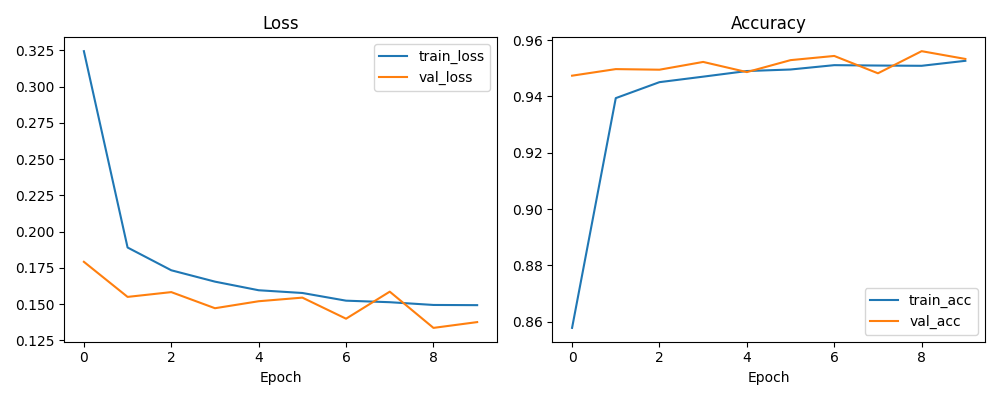 Loss
0.325
0.300
0.275
0.250
0.225
0.200
0.175
0.150
0.125
0 2 4 6 8
Epoch
train_loss
val_loss
Accuracy
0.96
0.94
0.92
0.90
0.88
0.86
0 2 4 6 8
Epoch
train_acc
val_acc